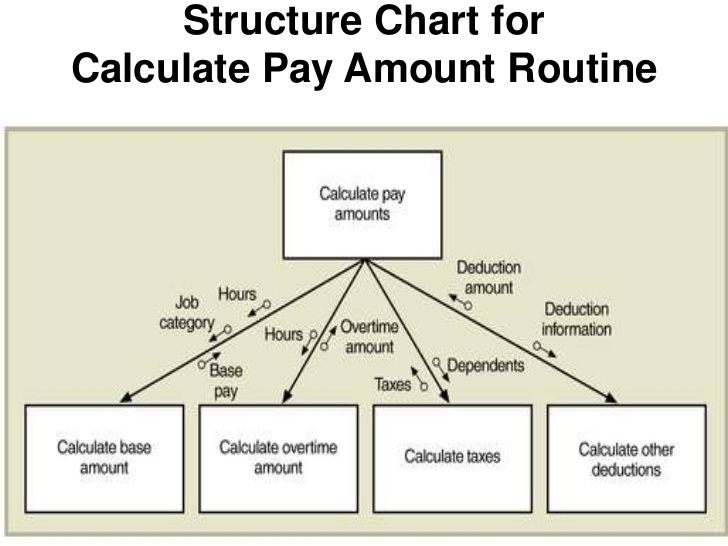 Structure Chart for
Calculate Pay Amount Routine
Calculate pay
amounts
Deduction
amount
Hours
Job
category
Deduction
information
Hours
Overtime
amount
Base
pay
Taxes
Dependents
Calculate base
amount
Calculate overtime
amount
Calculate taxes
Calculate other
deductions